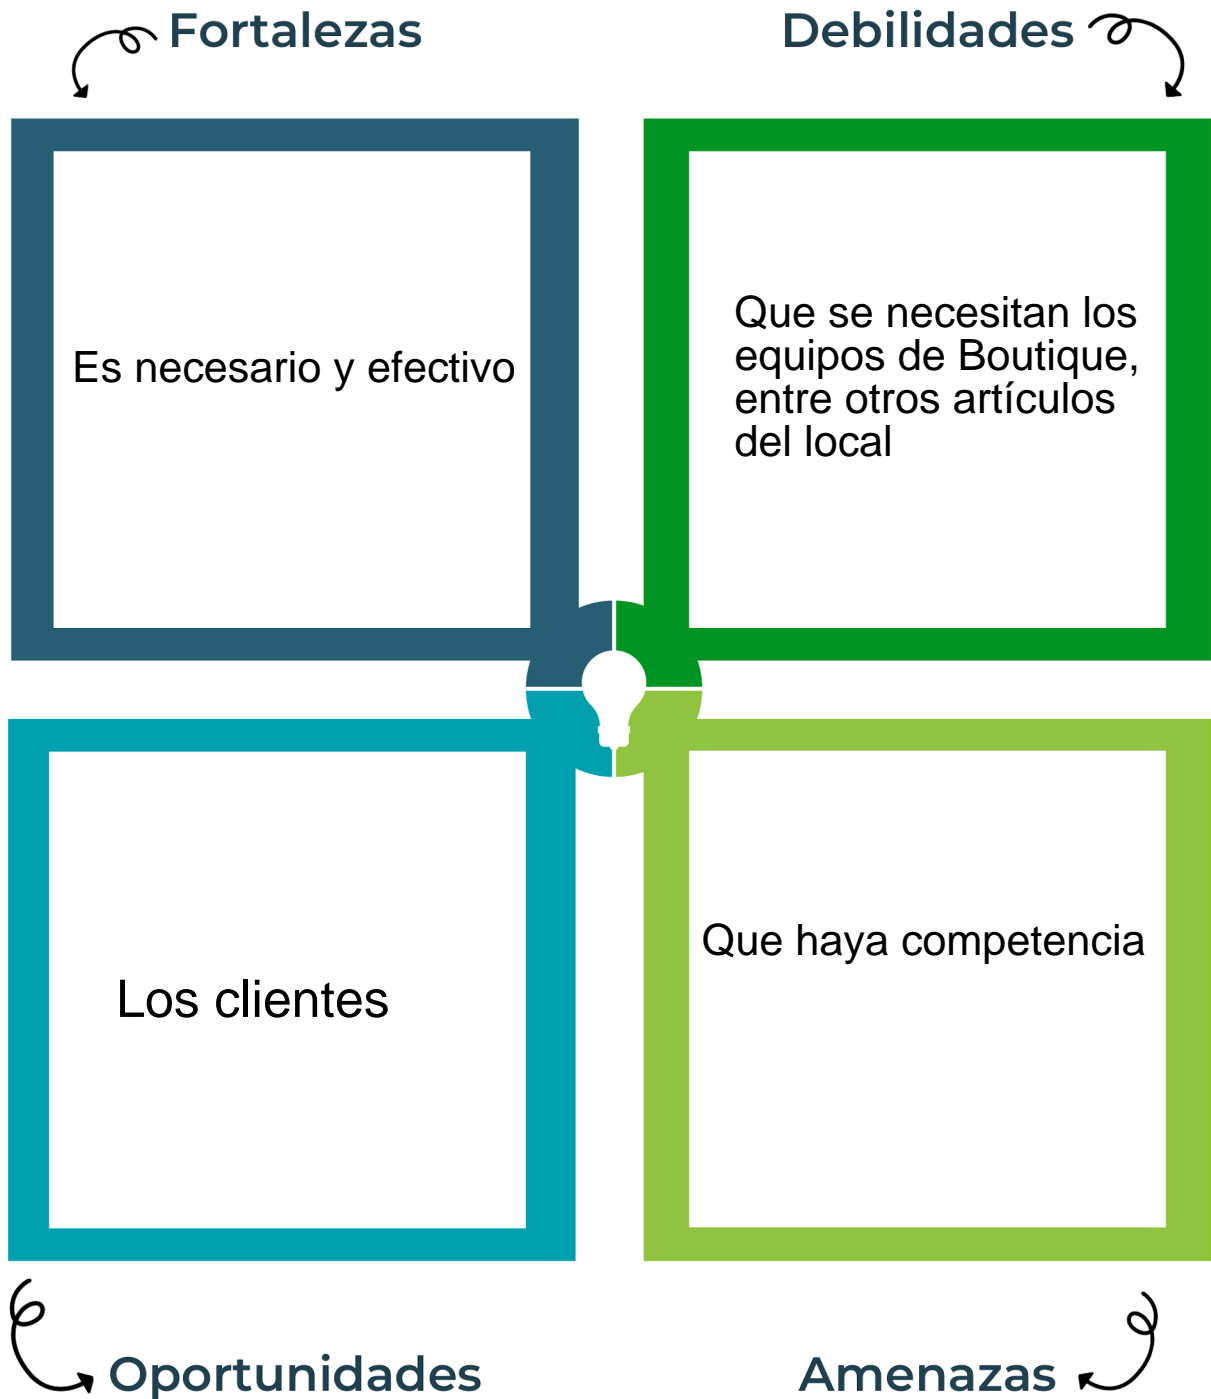 Fortalezas
Debilidades
Es necesario y efectivo
Que se necesitan los
equipos de Boutique,
entre otros artículos
del local
Los clientes
Que haya competencia
Oportunidades
Amenazas